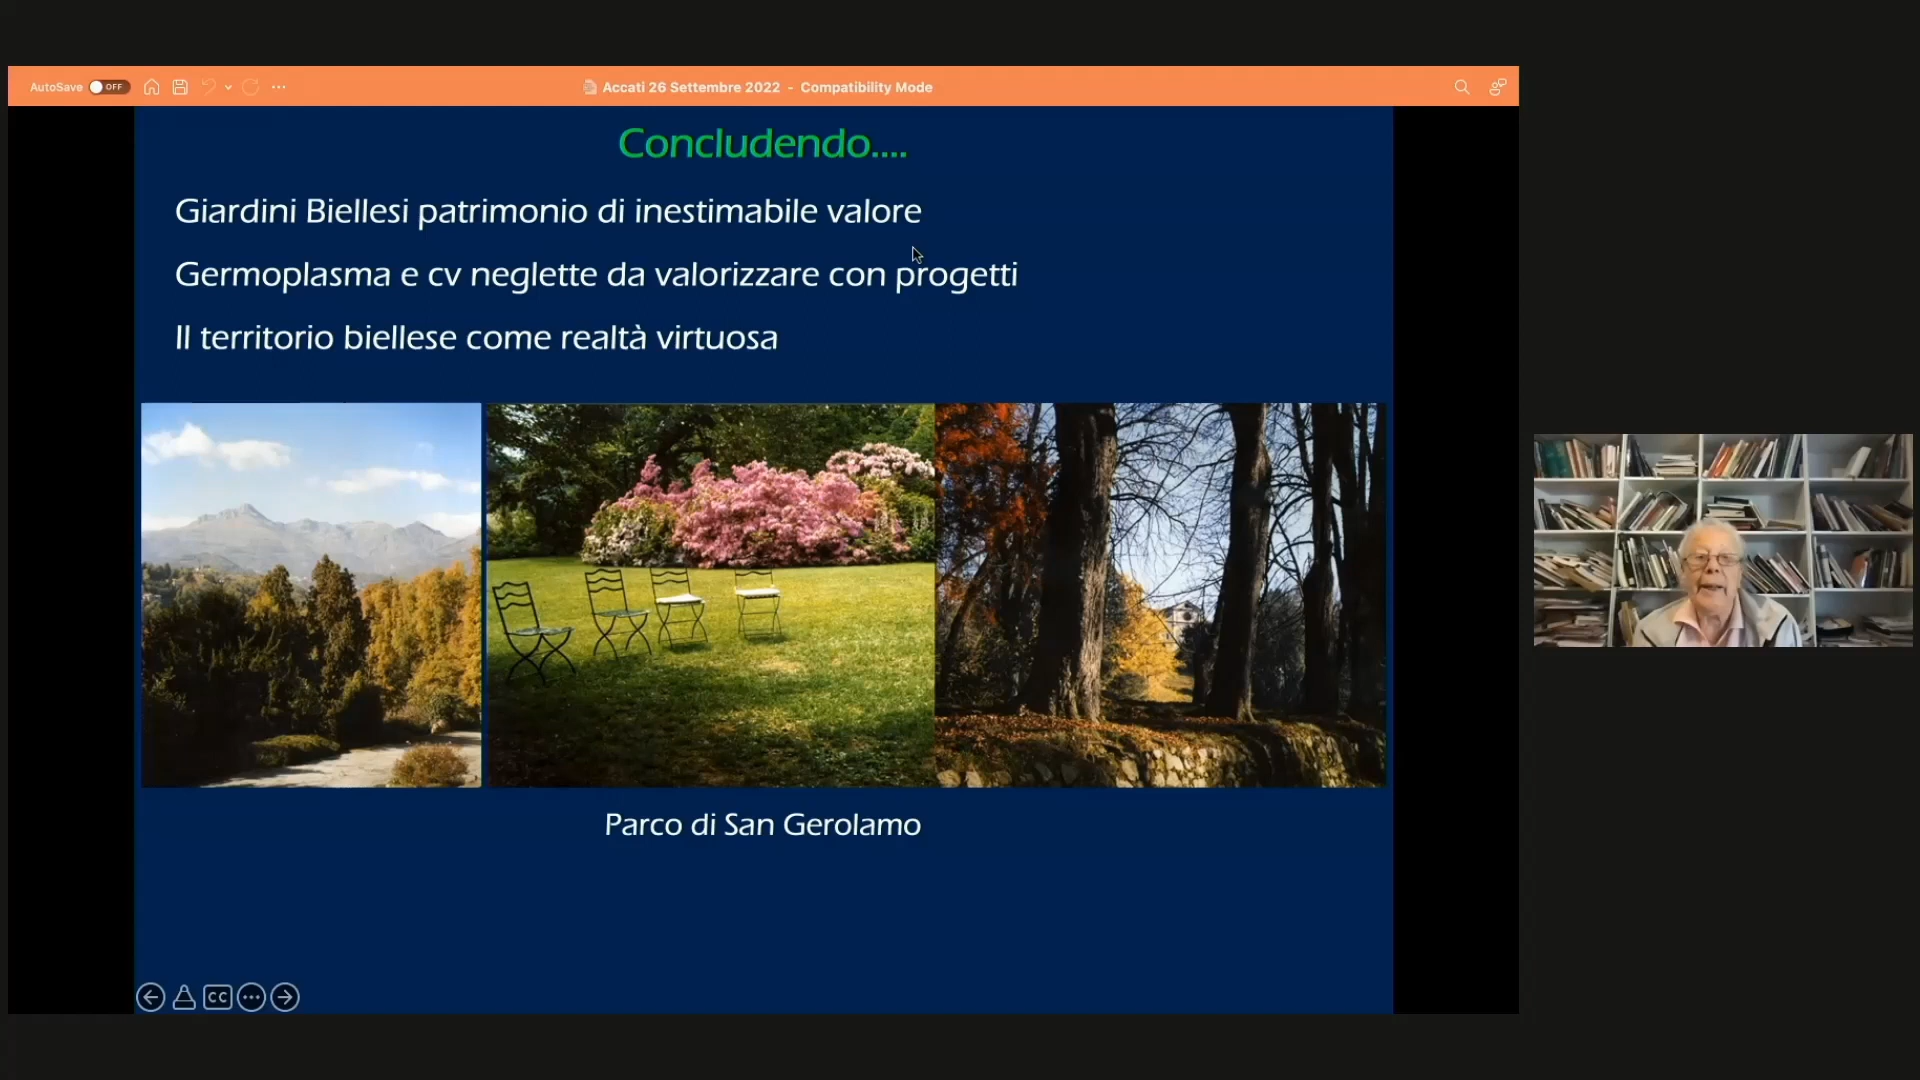 AutoSave OFF
Accati 26 Settembre 2022 - Compatibility Mode
Concludendo....
Giardini Biellesi patrimonio di inestimabile valore
Germoplasma e cv neglette da valorizzare con progetti
Il territorio biellese come realtà virtuosa
Parco di San Gerolamo
CC